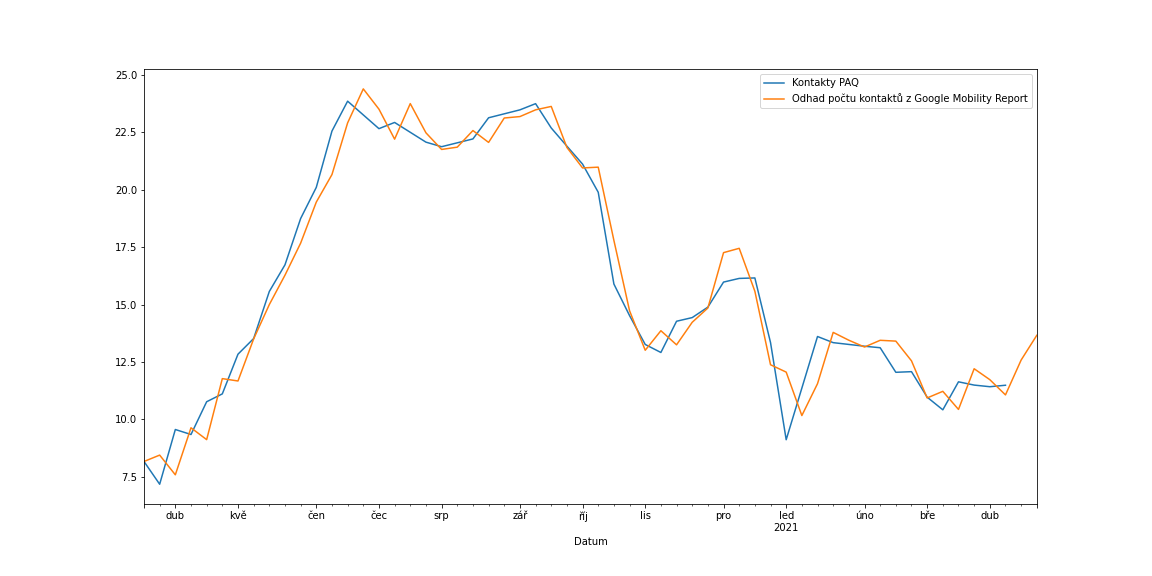 Kontakty PAQ
Odhad počtu kontaktů z Google Mobility Report
25.0
22.5
20.0
17.5
15.0
12.5
10.0
7.5
dub kvě čen čec srp zář říj lis pro led úno bře dub
2021
Datum